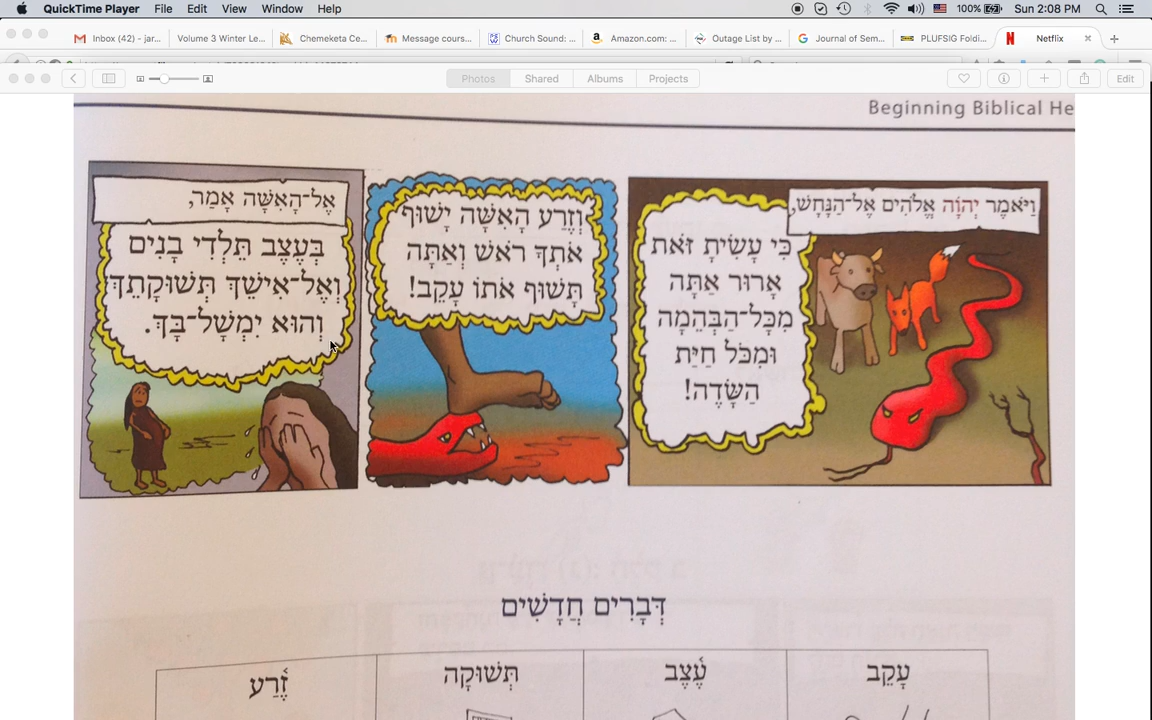 QuickTime Player File Edit View Window Help 100% Sun 2:08 PM
Inbox (42) - jar... Volume 3 Winter Le... Chemeketa Ce... Message cours... Church Sound: ... Amazon.com: ... Outage List by ... Journal of Sem... PLUFSIG Foldi... Netflix
Photos Shared Albums Projects Edit
Beginning Biblical He
וַיֹּאמֶר יְהוָֹה אֱלֹהִים אֶל־הַנָּחָשׁ,
כִּי עָשִׂיתָ זֹּאת
אָרוּר אַתָּה
מִכָּל־הַבְּהֵמָה
וּמִכֹּל חַיַּת
הַשָּׂדֶה!
וְזֶרַע הָאִשָּׁה יָשׁוּף
אֹתְךָ רֹאשׁ וְאַתָּה
תָּשׁוּף אֹתוֹ עָקֵב!
אֶל־הָאִשָּׁה אָמַר,
בְּעֶצֶב תֵּלְדִי בָנִים
וְאֶל־אִישֵׁךְ תְּשׁוּקָתֵךְ
וְהוּא יִמְשָׁל־בָּךְ.
דְּבָרִים חֲדָשִׁים
עָקֵב
עֶ֫צֶב
תְּשׁוּקָה
זֶ֫רַע